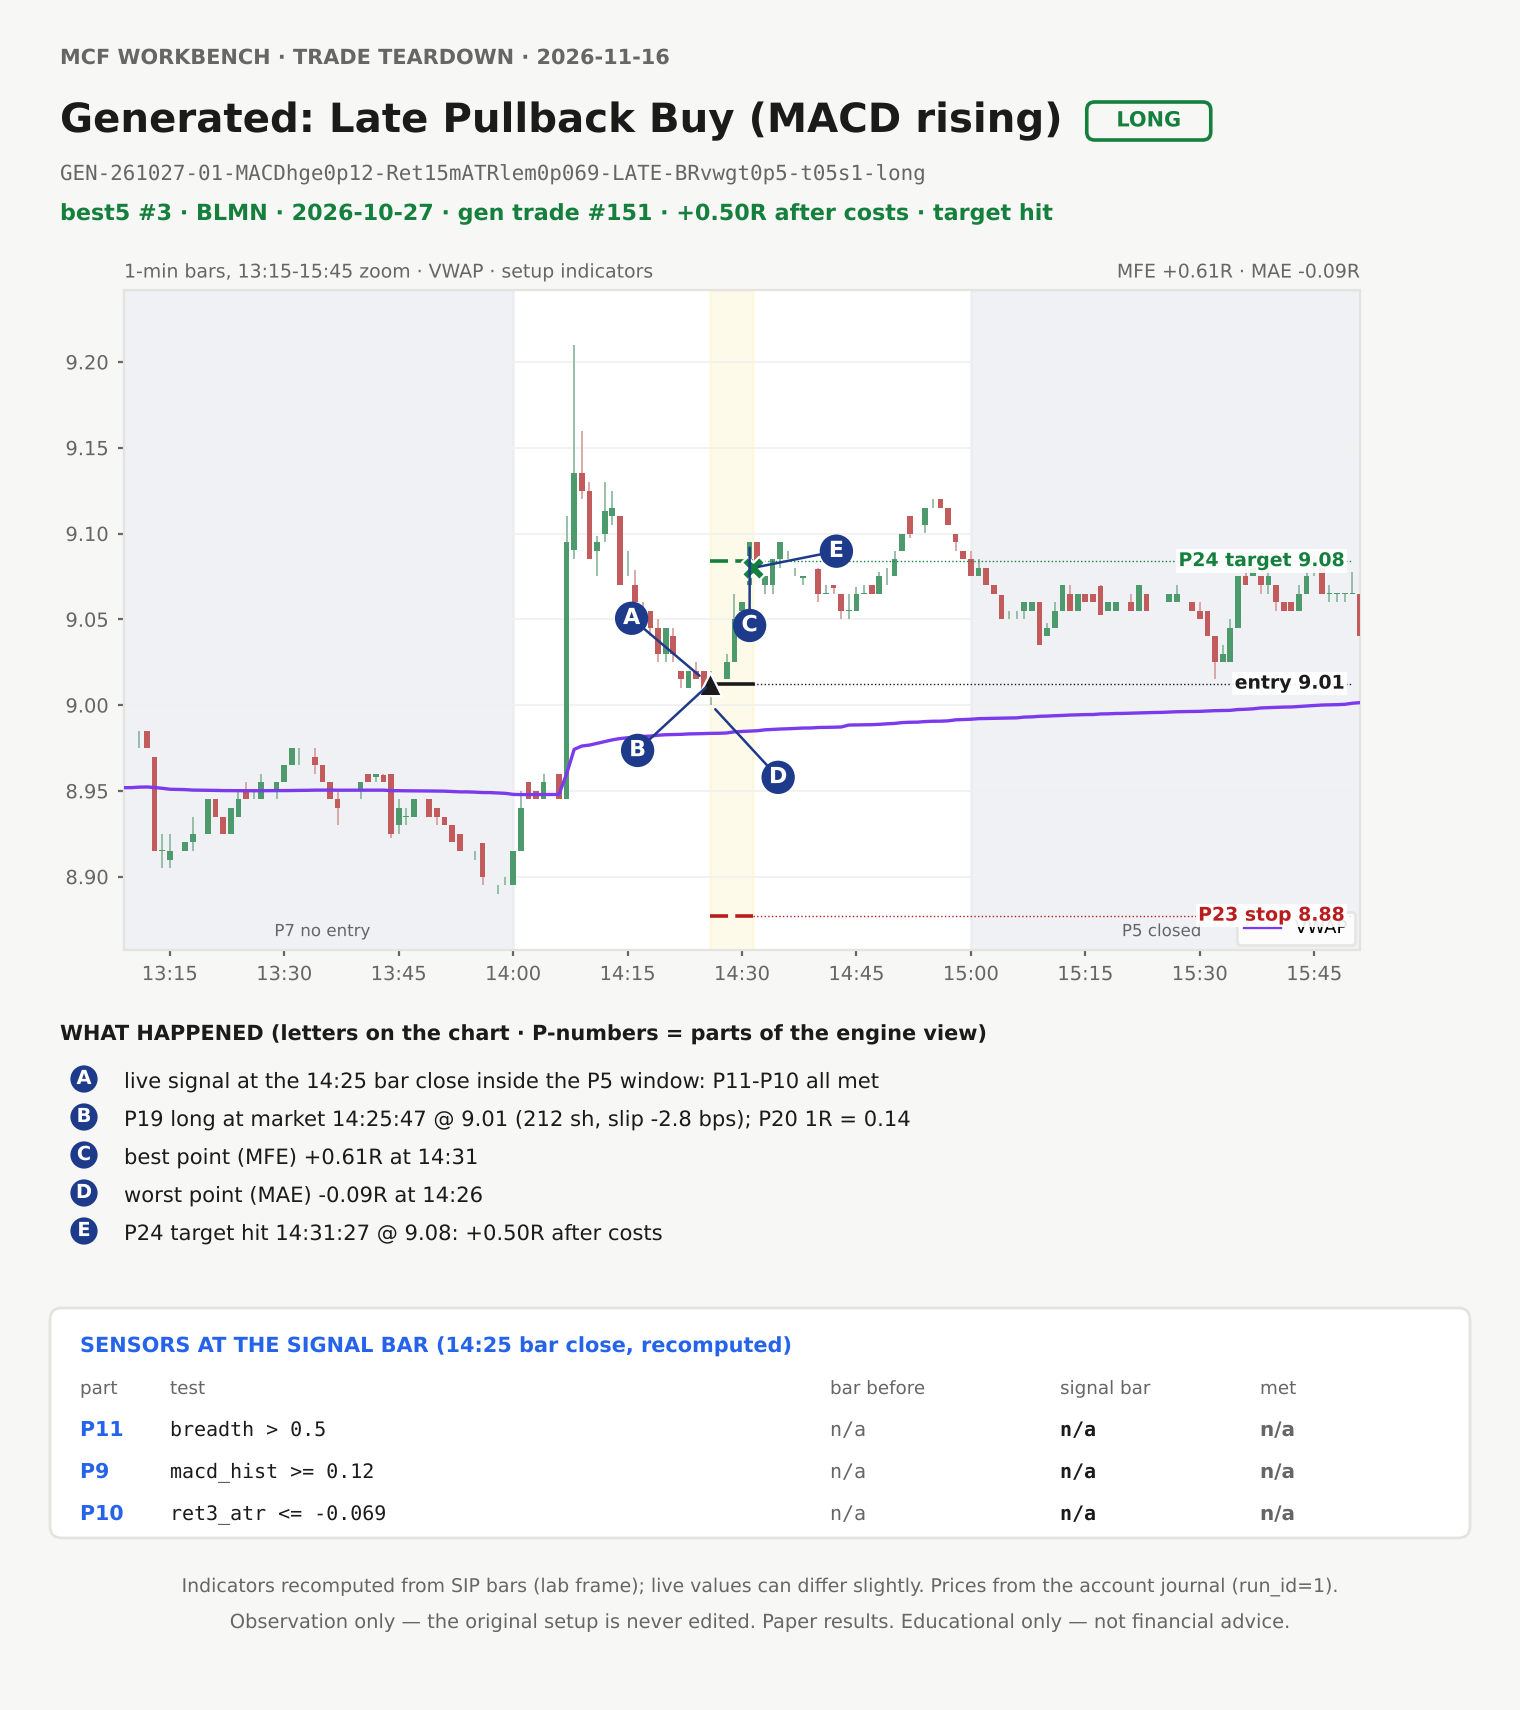 MCF WORKBENCH · TRADE TEARDOWN · 2026-11-16
Generated: Late Pullback Buy (MACD rising) LONG
GEN-261027-01-MACDhge0p12-Ret15mATRlem0p069-LATE-BRvwgt0p5-t05s1-long
best5 #3 · BLMN · 2026-10-27 · gen trade #151 · +0.50R after costs · target hit
1-min bars, 13:15-15:45 zoom · VWAP · setup indicators MFE +0.61R · MAE -0.09R
9.20
9.15
9.10
9.05
9.00
8.95
8.90
A
B
C
D
E
P24 target 9.08
entry 9.01
P23 stop 8.88
VWAP
P7 no entry
P5 closed
13:15 13:30 13:45 14:00 14:15 14:30 14:45 15:00 15:15 15:30 15:45
WHAT HAPPENED (letters on the chart · P-numbers = parts of the engine view)
A live signal at the 14:25 bar close inside the P5 window: P11-P10 all met
B P19 long at market 14:25:47 @ 9.01 (212 sh, slip -2.8 bps); P20 1R = 0.14
C best point (MFE) +0.61R at 14:31
D worst point (MAE) -0.09R at 14:26
E P24 target hit 14:31:27 @ 9.08: +0.50R after costs
SENSORS AT THE SIGNAL BAR (14:25 bar close, recomputed)
part test bar before signal bar met
P11 breadth > 0.5 n/a n/a n/a
P9 macd_hist >= 0.12 n/a n/a n/a
P10 ret3_atr <= -0.069 n/a n/a n/a
Indicators recomputed from SIP bars (lab frame); live values can differ slightly. Prices from the account journal (run_id=1).
Observation only — the original setup is never edited. Paper results. Educational only — not financial advice.